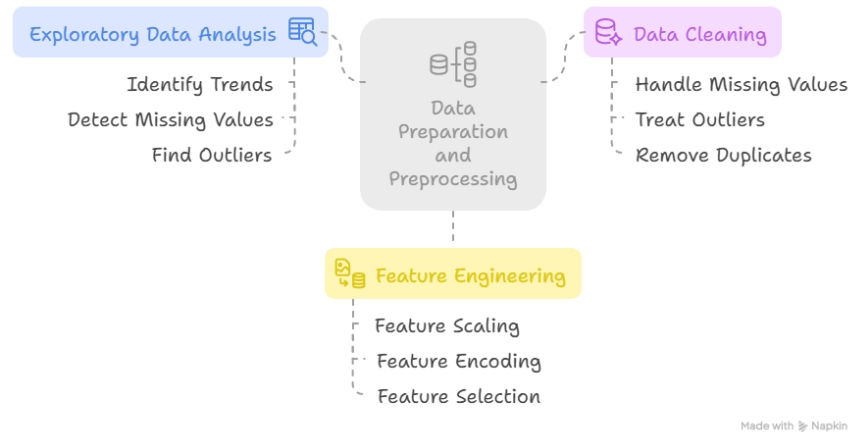 Exploratory Data Analysis
Identify Trends
Detect Missing Values
Find Outliers
Data
Preparation
and
Preprocessing
Data Cleaning
Handle Missing Values
Treat Outliers
Remove Duplicates
Feature Engineering
Feature Scaling
Feature Encoding
Feature Selection
Made with Napkin